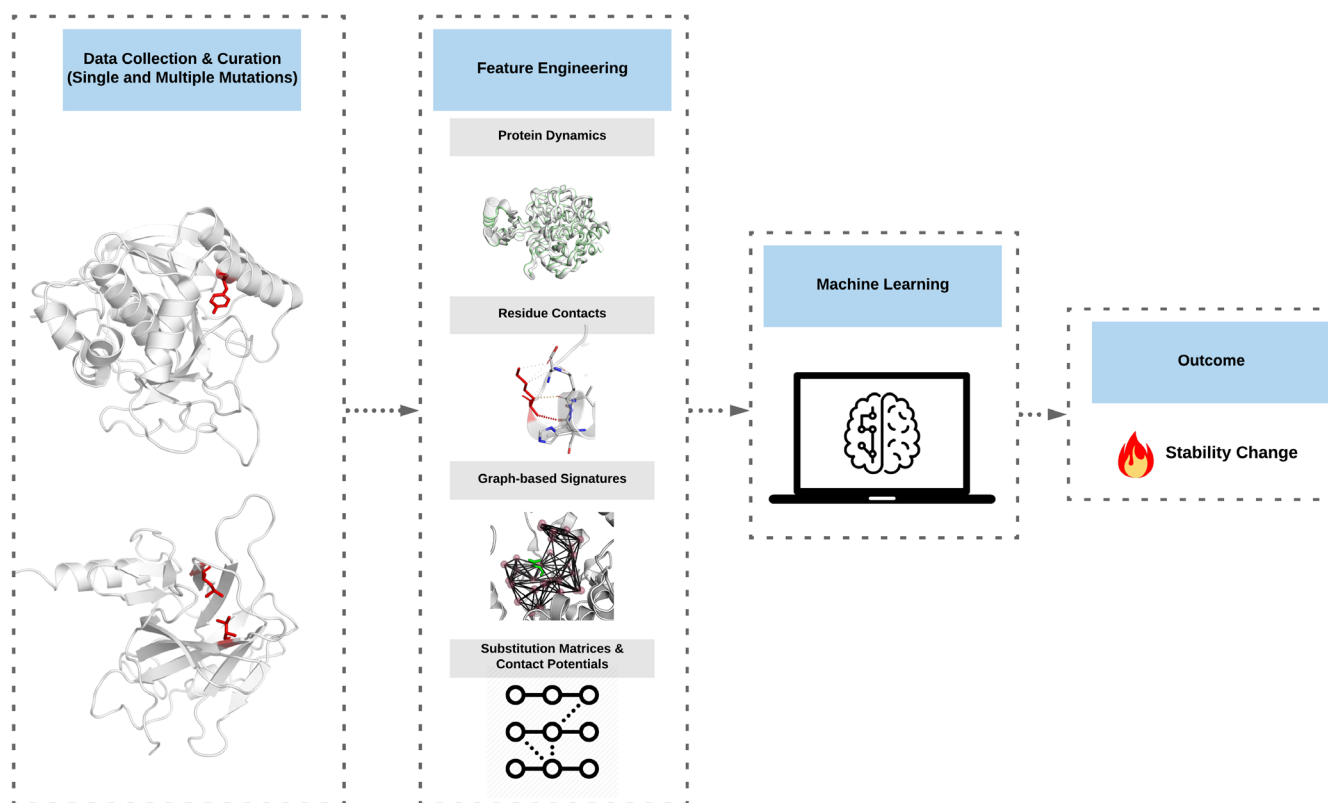 Data Collection & Curation
(Single and Multiple Mutations)
Feature Engineering
Protein Dynamics
Residue Contacts
Graph-based Signatures
Substitution Matrices &
Contact Potentials
Machine Learning
Outcome
Stability Change